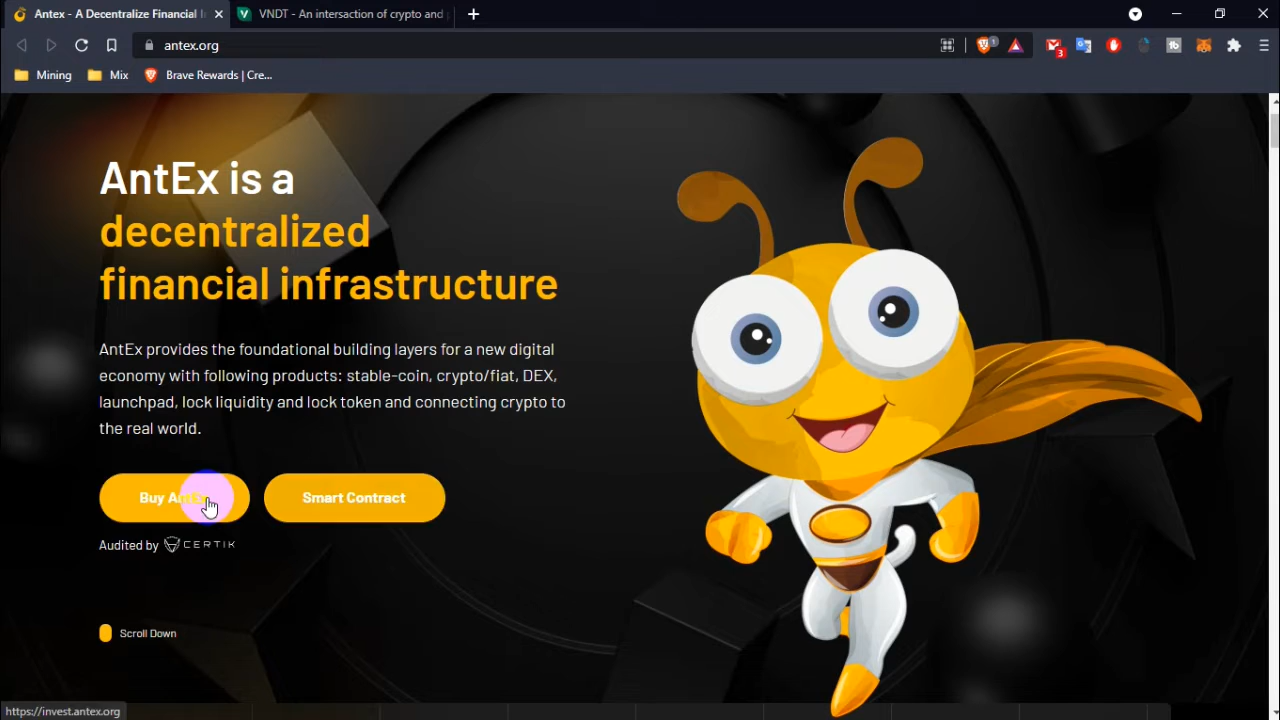 Antex - A Decentralize Financial I
VNDT - An intersaction of crypto and
antex.org
1
3
Mining
Mix
Brave Rewards | Cre...
AntEx is a
decentralized
financial infrastructure
AntEx provides the foundational building layers for a new digital
economy with following products: stable-coin, crypto/fiat, DEX,
launchpad, lock liquidity and lock token and connecting crypto to
the real world.
Buy AntEx
Smart Contract
Audited by CERTIK
Scroll Down
https://invest.antex.org